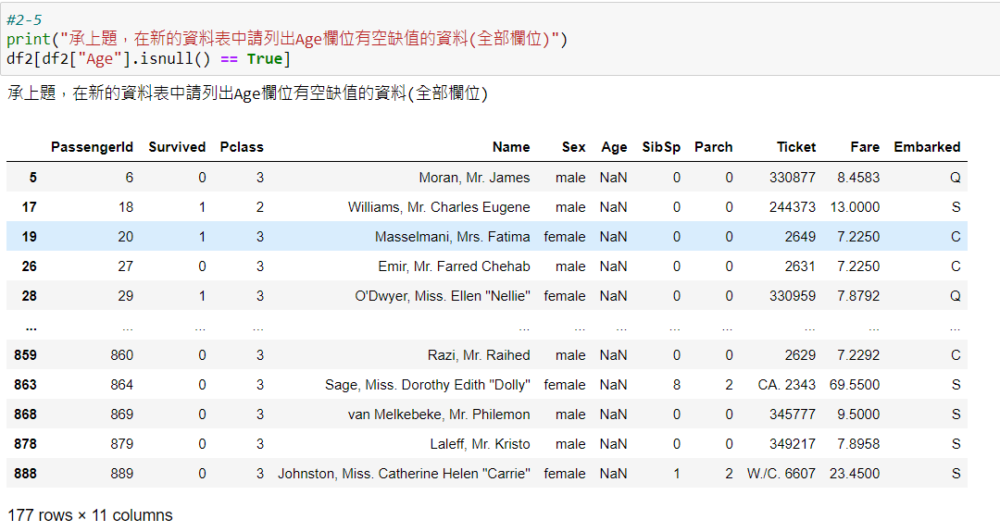 #2-5
print("承上題，在新的資料表中請列出Age欄位有空缺值的資料(全部欄位)")
df2[df2["Age"].isnull() == True]
承上題，在新的資料表中請列出Age欄位有空缺值的資料(全部欄位)
PassengerId Survived Pclass Name Sex Age SibSp Parch Ticket Fare Embarked
5 6 0 3 Moran, Mr. James male NaN 0 0 330877 8.4583 Q
17 18 1 2 Williams, Mr. Charles Eugene male NaN 0 0 244373 13.0000 S
19 20 1 3 Masselmani, Mrs. Fatima female NaN 0 0 2649 7.2250 C
26 27 0 3 Emir, Mr. Farred Chehab male NaN 0 0 2631 7.2250 C
28 29 1 3 O'Dwyer, Miss. Ellen "Nellie" female NaN 0 0 330959 7.8792 Q
... ... ... ... ... ... ... ... ... ... ... ...
859 860 0 3 Razi, Mr. Raihed male NaN 0 0 2629 7.2292 C
863 864 0 3 Sage, Miss. Dorothy Edith "Dolly" female NaN 8 2 CA. 2343 69.5500 S
868 869 0 3 van Melkebeke, Mr. Philemon male NaN 0 0 345777 9.5000 S
878 879 0 3 Laleff, Mr. Kristo male NaN 0 0 349217 7.8958 S
888 889 0 3 Johnston, Miss. Catherine Helen "Carrie" female NaN 1 2 W./C. 6607 23.4500 S
177 rows × 11 columns